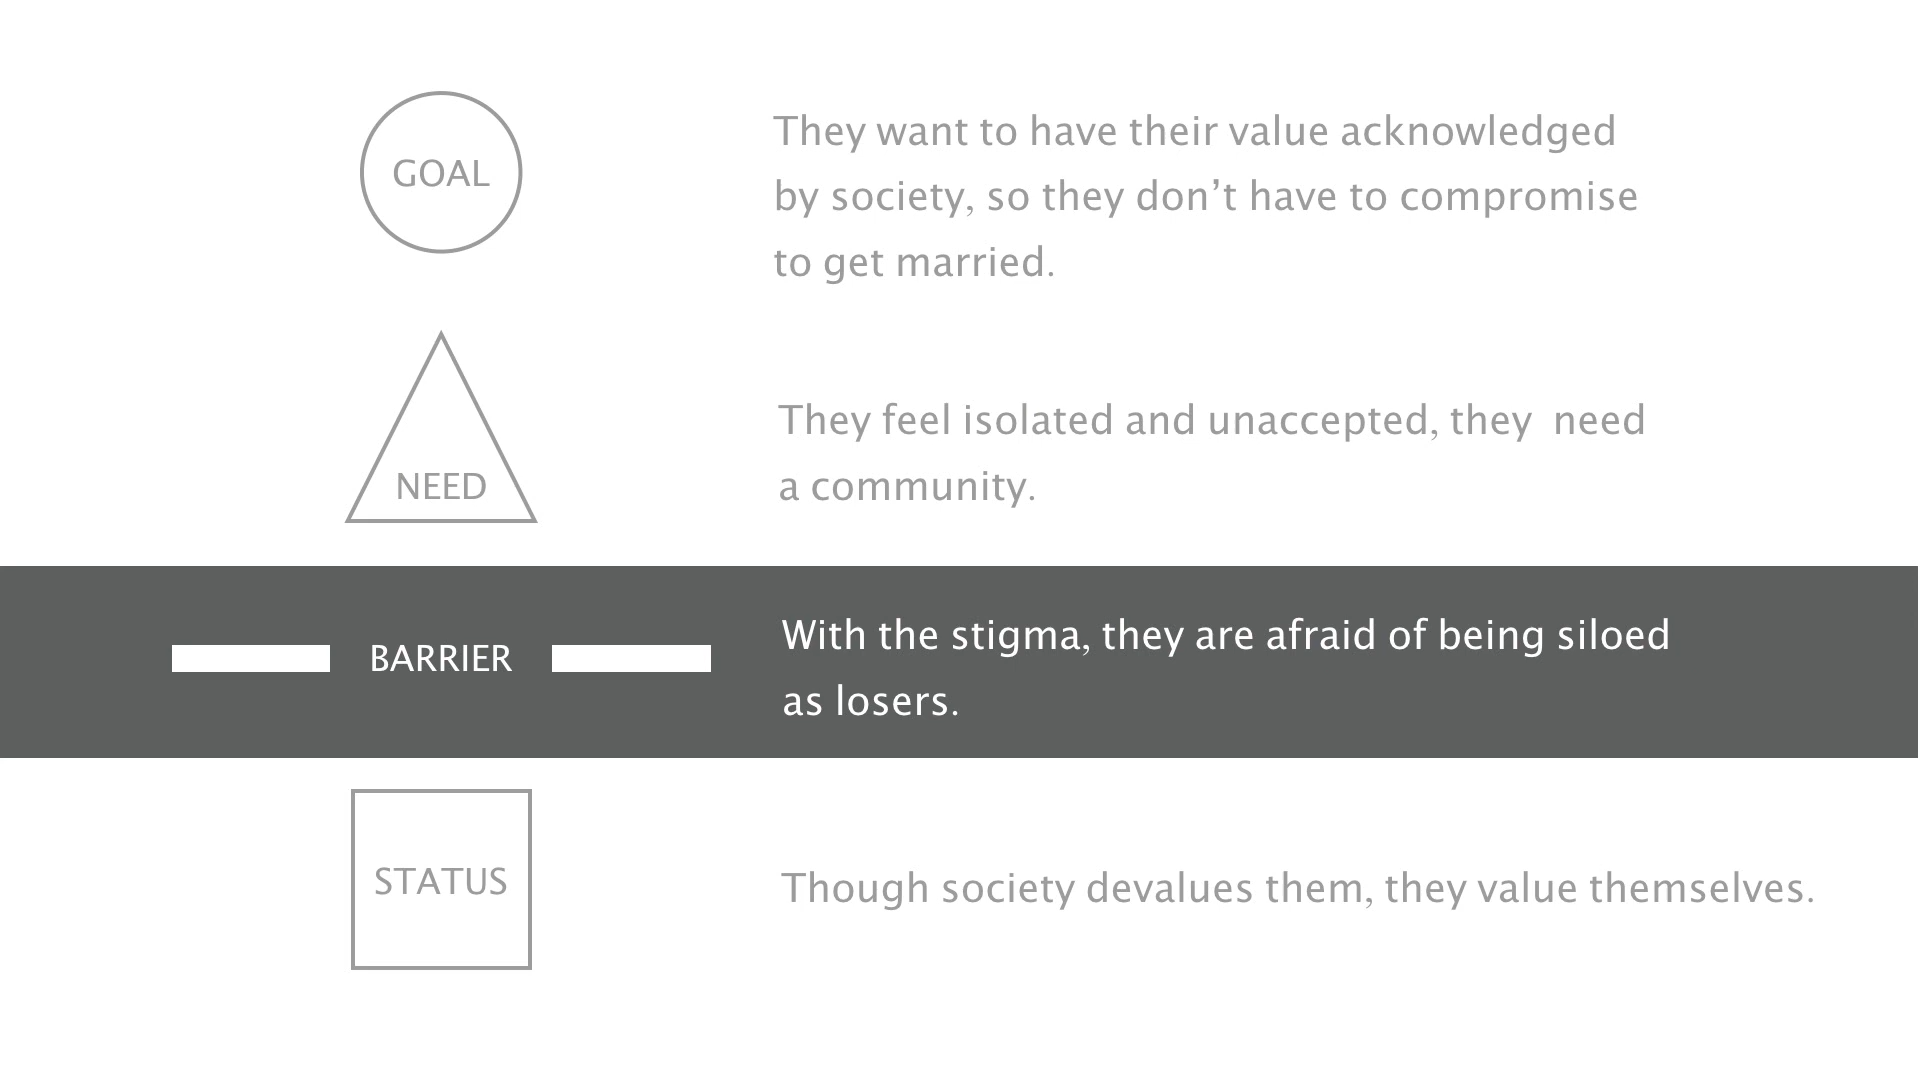 GOAL
They want to have their value acknowledged
by society, so they don’t have to compromise
to get married.
NEED
They feel isolated and unaccepted, they  need
a community.
BARRIER
With the stigma, they are afraid of being siloed
as losers.
STATUS
Though society devalues them, they value themselves.